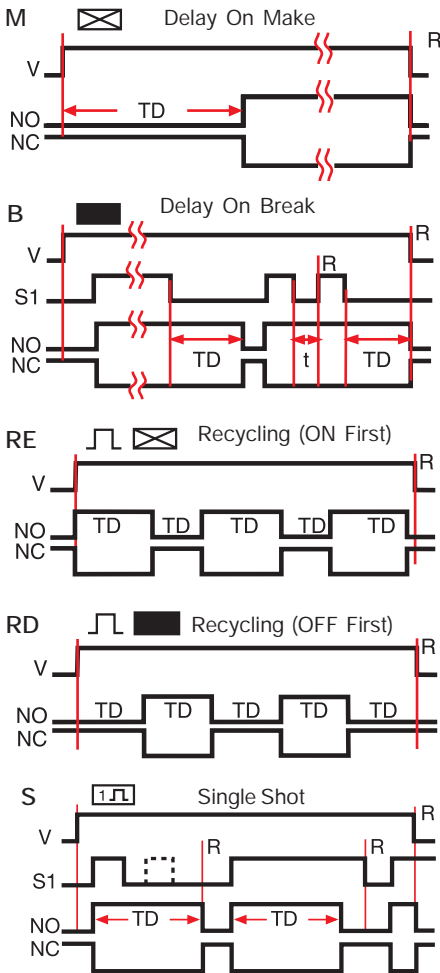 M Delay On Make
R
V
TD
NO
NC
B Delay On Break
R
V
R
S1
NO
TD t TD
NC
RE Recycling (ON First)
R
V
TD TD TD TD TD
NO
NC
RD Recycling (OFF First)
R
V
TD TD TD TD TD
NO
NC
S 1 Single Shot
R
V
R R
S1
NO TD TD
NC